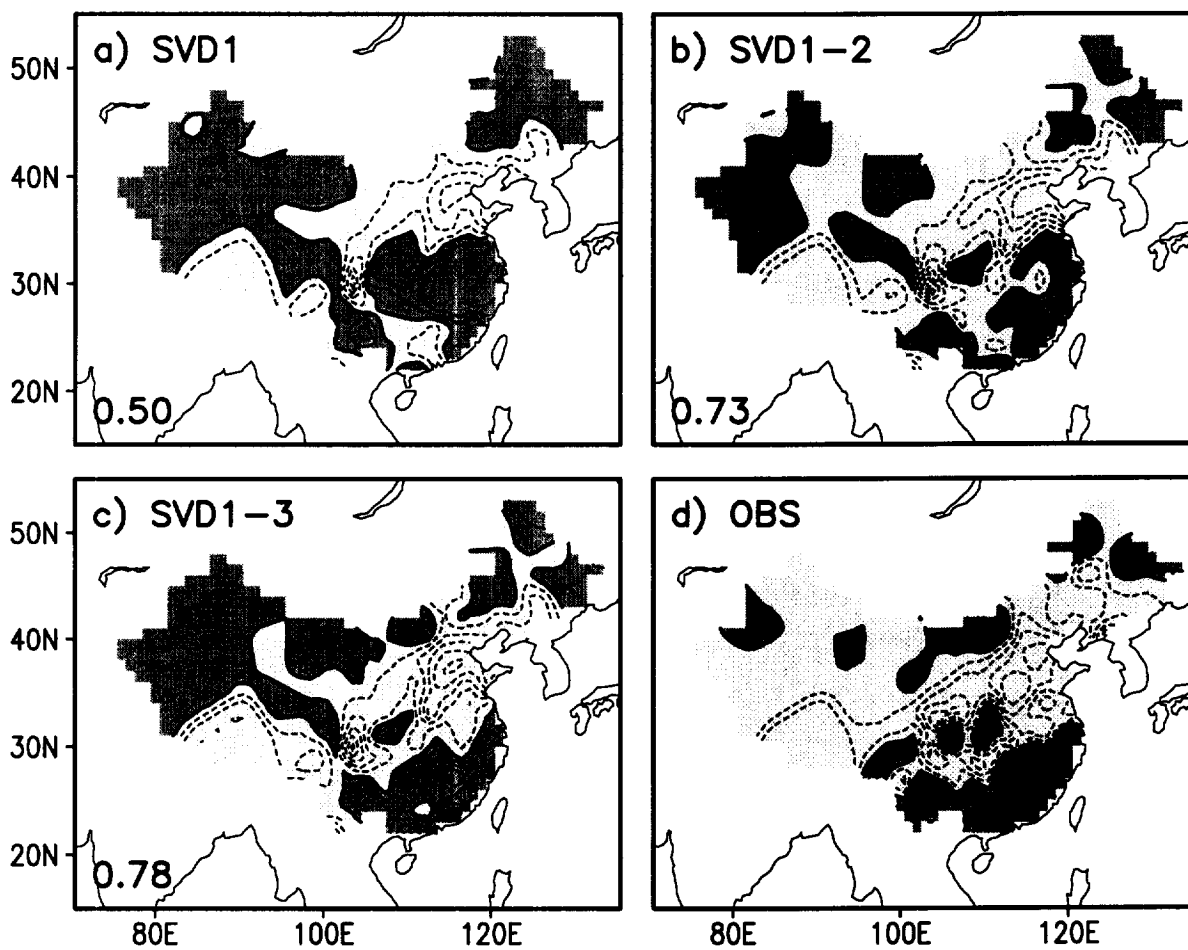 a) SVD1
b) SVD1-2
50N
40N
30N
20N
0.50
0.73
c) SVD1-3
d) OBS
50N
40N
30N
20N
0.78
80E
100E
120E
80E
100E
120E